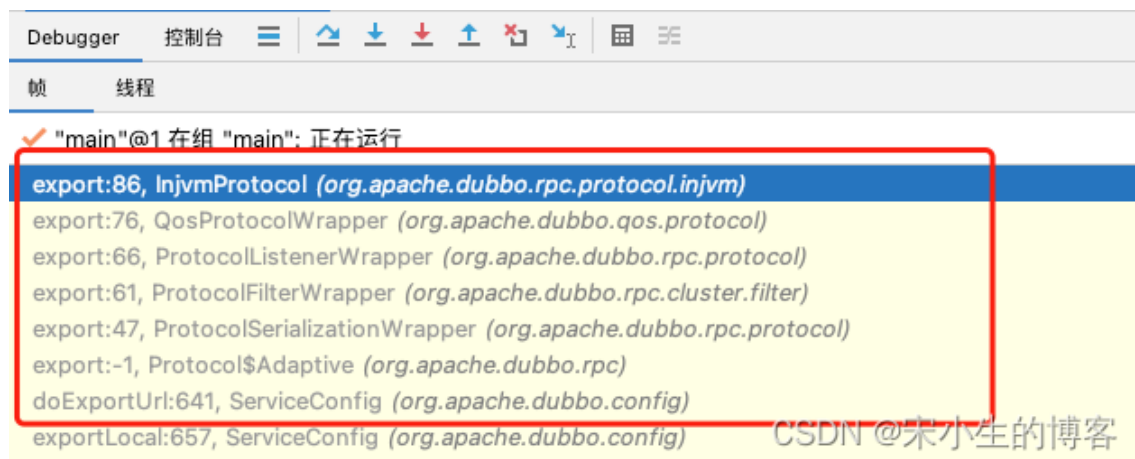 Debugger 控制台
帧 线程
"main"@1 在组 "main": 正在运行
export:86, InjvmProtocol (org.apache.dubbo.rpc.protocol.injvm)
export:76, QosProtocolWrapper (org.apache.dubbo.qos.protocol)
export:66, ProtocolListenerWrapper (org.apache.dubbo.rpc.protocol)
export:61, ProtocolFilterWrapper (org.apache.dubbo.rpc.cluster.filter)
export:47, ProtocolSerializationWrapper (org.apache.dubbo.rpc.protocol)
export:-1, Protocol$Adaptive (org.apache.dubbo.rpc)
doExportUrl:641, ServiceConfig (org.apache.dubbo.config)
exportLocal:657, ServiceConfig (org.apache.dubbo.config)
CSDN @宋小生的博客